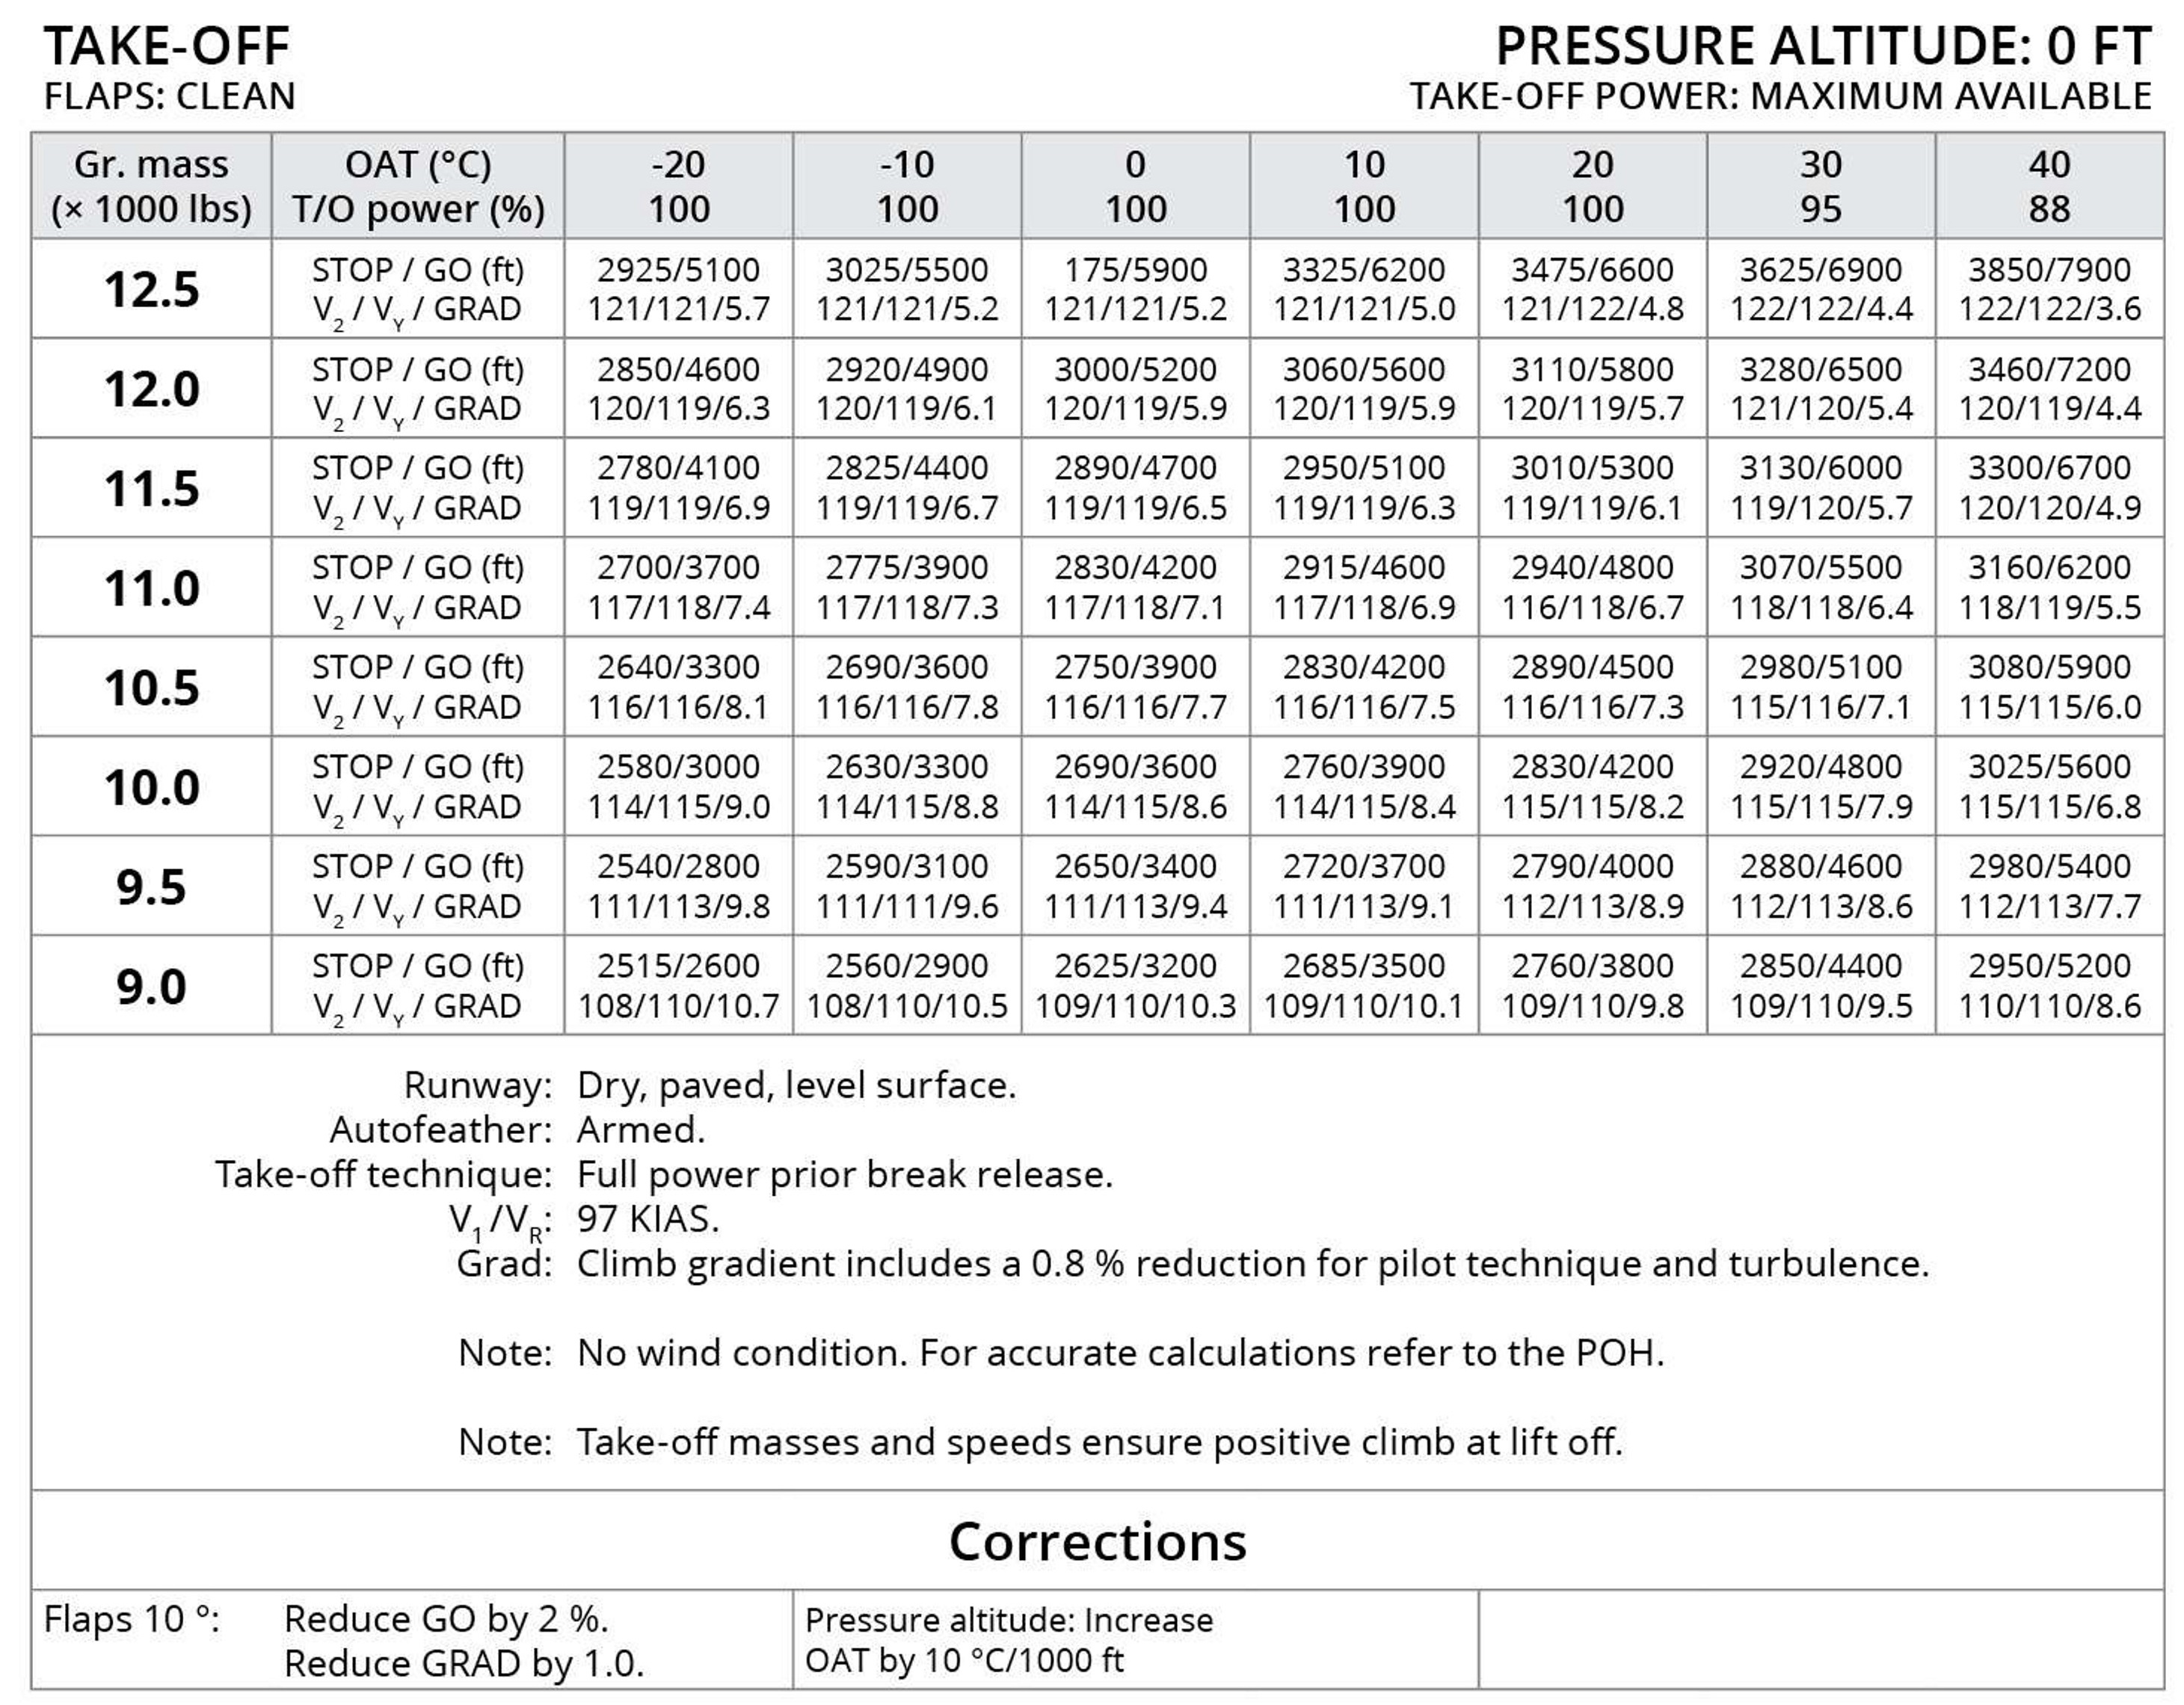 TAKE-OFF
FLAPS: CLEAN
PRESSURE ALTITUDE: 0 FT
TAKE-OFF POWER: MAXIMUM AVAILABLE
Gr. mass (× 1000 lbs) OAT (°C) T/O power (%) -20 100 -10 100 0 100 10 100 20 100 30 95 40 88
12.5 STOP / GO (ft) 2925/5100 3025/5500 175/5900 3325/6200 3475/6600 3625/6900 3850/7900
V2 / VY / GRAD 121/121/5.7 121/121/5.2 121/121/5.2 121/121/5.0 121/122/4.8 122/122/4.4 122/122/3.6
12.0 STOP / GO (ft) 2850/4600 2920/4900 3000/5200 3060/5600 3110/5800 3280/6500 3460/7200
V2 / VY / GRAD 120/119/6.3 120/119/6.1 120/119/5.9 120/119/5.9 120/119/5.7 121/120/5.4 120/119/4.4
11.5 STOP / GO (ft) 2780/4100 2825/4400 2890/4700 2950/5100 3010/5300 3130/6000 3300/6700
V2 / VY / GRAD 119/119/6.9 119/119/6.7 119/119/6.5 119/119/6.3 119/119/6.1 119/120/5.7 120/120/4.9
11.0 STOP / GO (ft) 2700/3700 2775/3900 2830/4200 2915/4600 2940/4800 3070/5500 3160/6200
V2 / VY / GRAD 117/118/7.4 117/118/7.3 117/118/7.1 117/118/6.9 116/118/6.7 118/118/6.4 118/119/5.5
10.5 STOP / GO (ft) 2640/3300 2690/3600 2750/3900 2830/4200 2890/4500 2980/5100 3080/5900
V2 / VY / GRAD 116/116/8.1 116/116/7.8 116/116/7.7 116/116/7.5 116/116/7.3 115/116/7.1 115/115/6.0
10.0 STOP / GO (ft) 2580/3000 2630/3300 2690/3600 2760/3900 2830/4200 2920/4800 3025/5600
V2 / VY / GRAD 114/115/9.0 114/115/8.8 114/115/8.6 114/115/8.4 115/115/8.2 115/115/7.9 115/115/6.8
9.5 STOP / GO (ft) 2540/2800 2590/3100 2650/3400 2720/3700 2790/4000 2880/4600 2980/5400
V2 / VY / GRAD 111/113/9.8 111/111/9.6 111/113/9.4 111/113/9.1 112/113/8.9 112/113/8.6 112/113/7.7
9.0 STOP / GO (ft) 2515/2600 2560/2900 2625/3200 2685/3500 2760/3800 2850/4400 2950/5200
V2 / VY / GRAD 108/110/10.7 108/110/10.5 109/110/10.3 109/110/10.1 109/110/9.8 109/110/9.5 110/110/8.6
Runway: Dry, paved, level surface.
Autofeather: Armed.
Take-off technique: Full power prior break release.
V1/VR: 97 KIAS.
Grad: Climb gradient includes a 0.8 % reduction for pilot technique and turbulence.
Note: No wind condition. For accurate calculations refer to the POH.
Note: Take-off masses and speeds ensure positive climb at lift off.
Corrections
Flaps 10 °: Reduce GO by 2 %.
Reduce GRAD by 1.0.
Pressure altitude: Increase
OAT by 10 °C/1000 ft